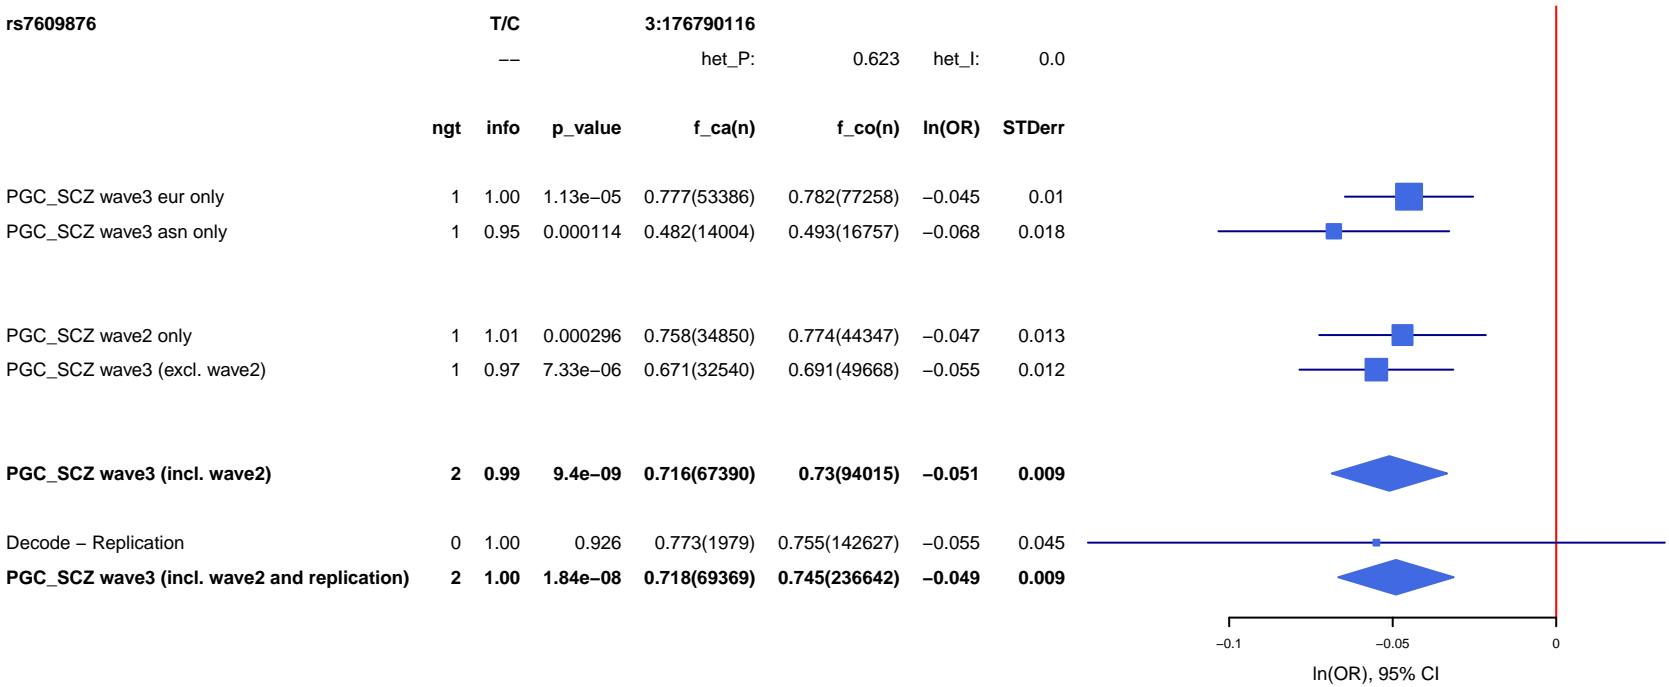 rs7609876 T/C 3:176790116
−− het_P: 0.623 het_I: 0.0
ngt info p_value f_ca(n) f_co(n) ln(OR) STDerr
PGC_SCZ wave3 eur only 1 1.00 1.13e−05 0.777(53386) 0.782(77258) −0.045 0.01
PGC_SCZ wave3 asn only 1 0.95 0.000114 0.482(14004) 0.493(16757) −0.068 0.018
PGC_SCZ wave2 only 1 1.01 0.000296 0.758(34850) 0.774(44347) −0.047 0.013
PGC_SCZ wave3 (excl. wave2) 1 0.97 7.33e−06 0.671(32540) 0.691(49668) −0.055 0.012
PGC_SCZ wave3 (incl. wave2) 2 0.99 9.4e−09 0.716(67390) 0.73(94015) −0.051 0.009
Decode − Replication 0 1.00 0.926 0.773(1979) 0.755(142627) −0.055 0.045
PGC_SCZ wave3 (incl. wave2 and replication) 2 1.00 1.84e−08 0.718(69369) 0.745(236642) −0.049 0.009
−0.1 −0.05 0
ln(OR), 95% CI